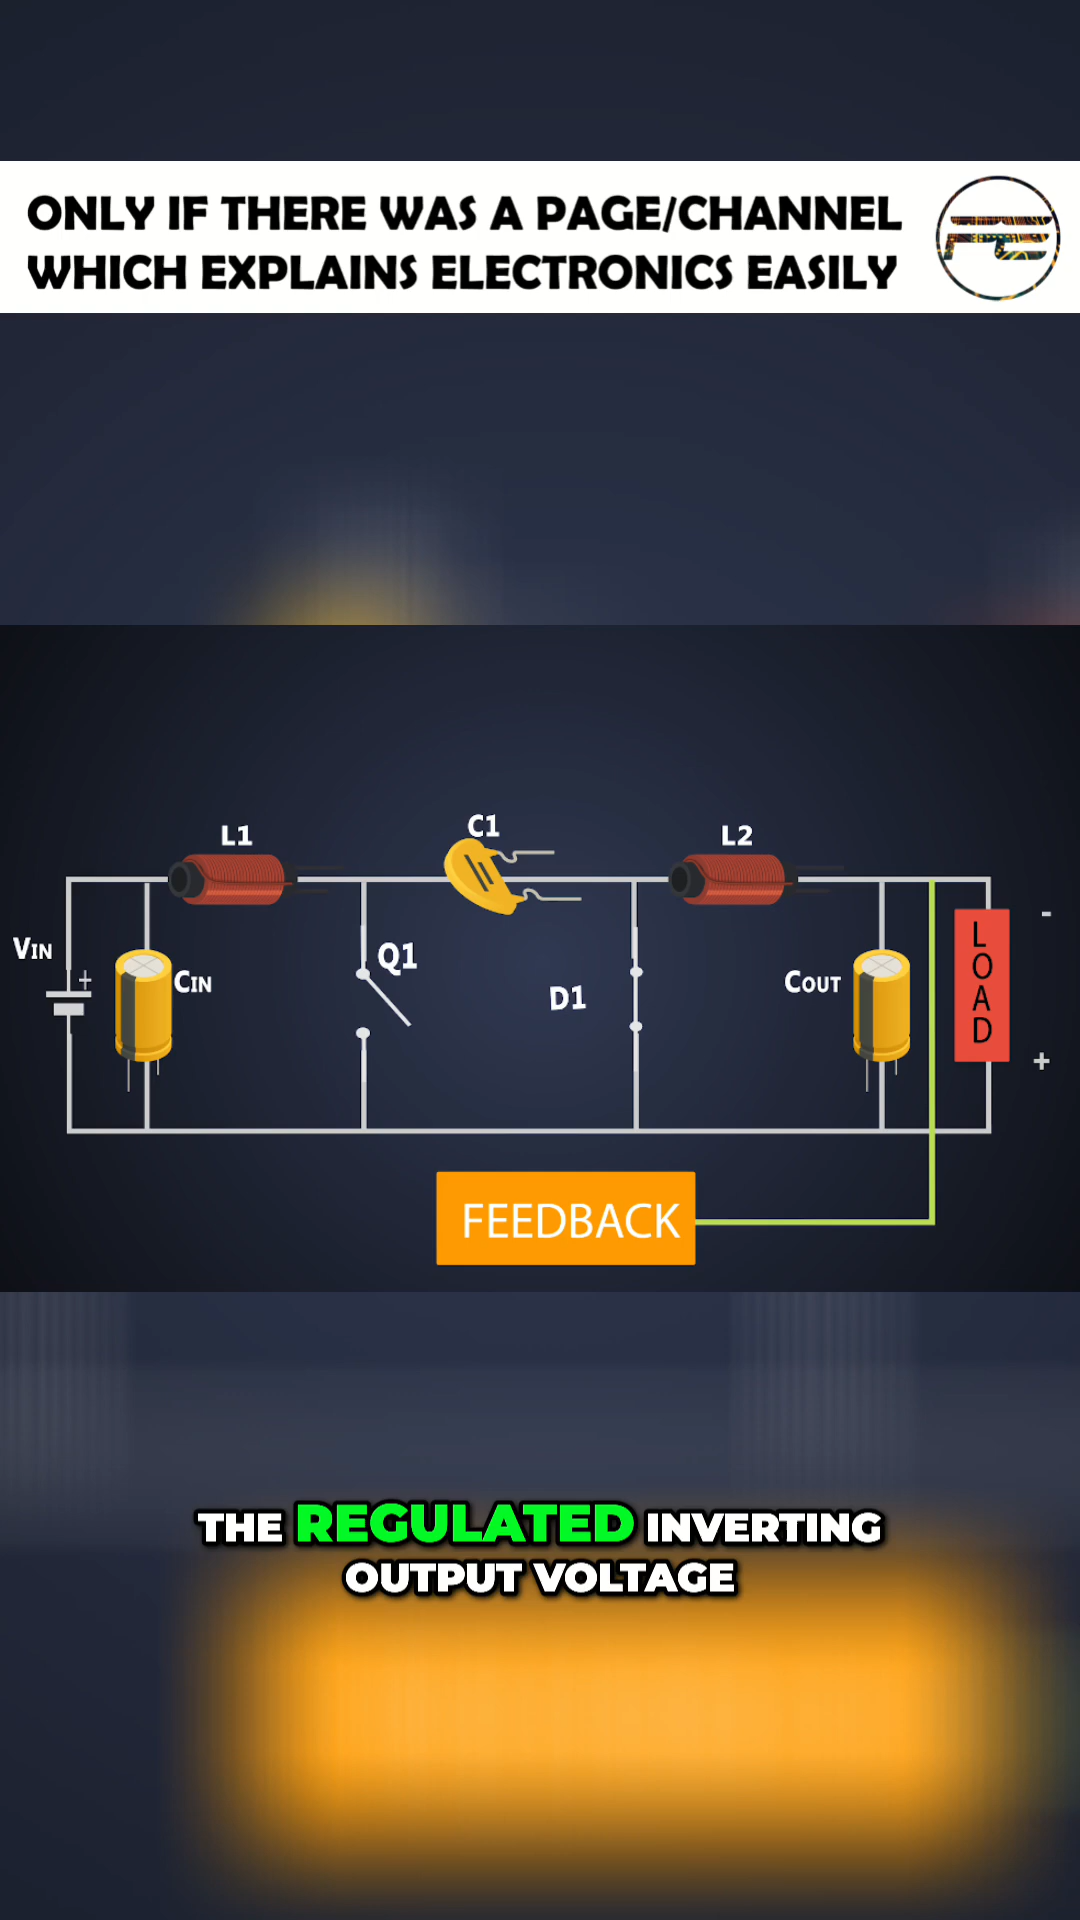 ONLY IF THERE WAS A PAGE/CHANNEL
WHICH EXPLAINS ELECTRONICS EASILY
L1
C1
L2
VIN
+
CIN
Q1
D1
COUT
LOAD
-
+
FEEDBACK
THE REGULATED INVERTING
OUTPUT VOLTAGE